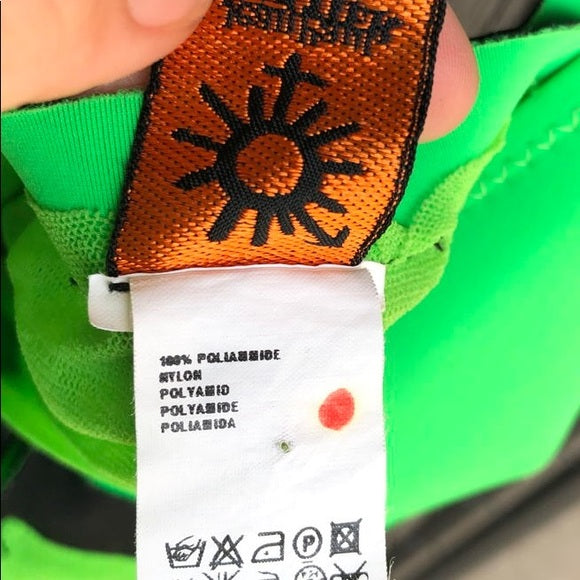 100% POLIAMMIDE
NYLON
POLYAMID
POLYAMIDE
POLIAMIDA
P